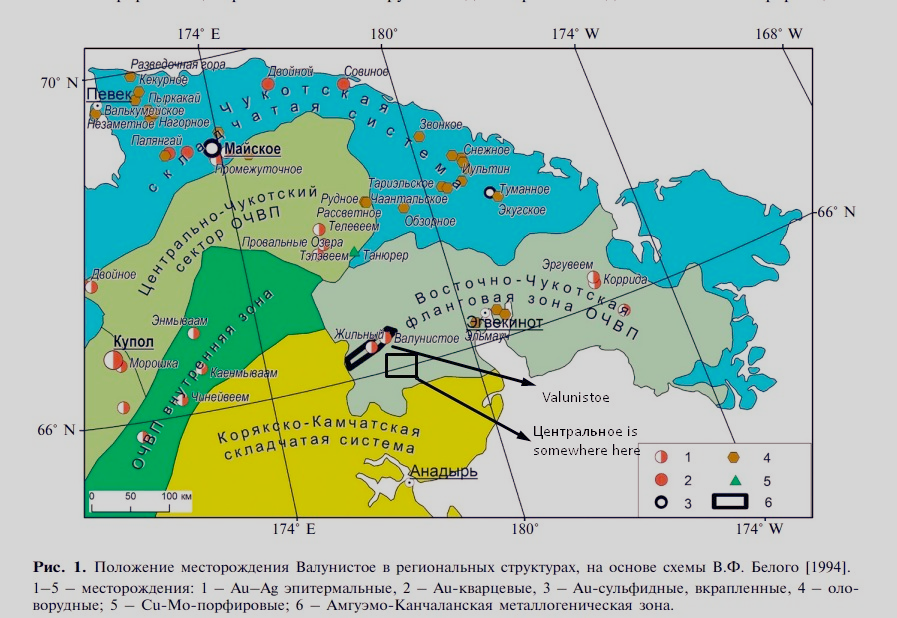 174° E
180°
174° W
168° W
70° N
Разведочная гора
Кекурное
Двойной
Совиное
Певек
Пыркакай
Валькумейское
Незаметное
Нагорное
Чукотская
складчатая система
Звонкое
Палянгай
Майское
Снежное
Иультин
Промежуточное
Тариэльское
Туманное
Рудное
Чаантальское
Экугское
Рассветное
Обзорное
66° N
Телевеем
Центрально-Чукотский
сектор ОЧВП
Провальные Озера
Тэлэвеем
Танюрер
Эргувеем
Коррида
Двойное
Восточно-Чукотская
фланговая зона ОЧВП
Энмываам
Эгвекинот
Жильный
Валунистое
Эльмауч
Купол
Морошка
ОЧВП внутренняя зона
Каенмываам
Чинейвеем
Valunistoe
Центральное is
somewhere here
66° N
Корякско-Камчатская
складчатая система
Анадырь
1
4
2
5
3
6
0 50 100 км
174° E
180°
174° W
Рис. 1. Положение месторождения Валунистое в региональных структурах, на основе схемы В.Ф. Белого [1994].
1–5 – месторождения: 1 – Au–Ag эпитермальные, 2 – Au-кварцевые, 3 – Au-сульфидные, вкрапленные, 4 – оло-
ворудные; 5 – Cu-Mo-порфировые; 6 – Амгуэмо-Канчаланская металлогеническая зона.